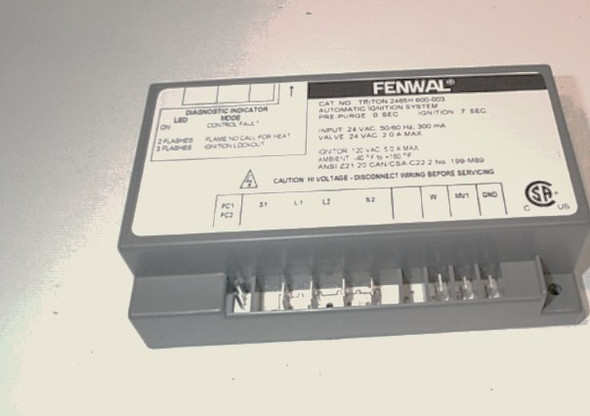 FENWAL®
CAT NO. TRITON 2465H 600-003
AUTOMATIC IGNITION SYSTEM
PRE-PURGE 0 SEC IGNITION 7 SEC
INPUT 24 VAC 50/60 Hz, 300 mA
VALVE 24 VAC 2.0 A MAX
IGNITOR 120 VAC 5.0 A MAX
AMBIENT -40 °F to +150 °F
ANSI Z21.20 CAN/CSA-C22.2 No. 199-M89
DIAGNOSTIC INDICATOR
LED MODE
ON CONTROL FAULT
2 FLASHES FLAME NO CALL FOR HEAT
3 FLASHES IGNITION LOCKOUT
CAUTION: HI VOLTAGE - DISCONNECT WIRING BEFORE SERVICING
FC1 S1 L1 L2 S2 W MV1 GND
FC2
C US